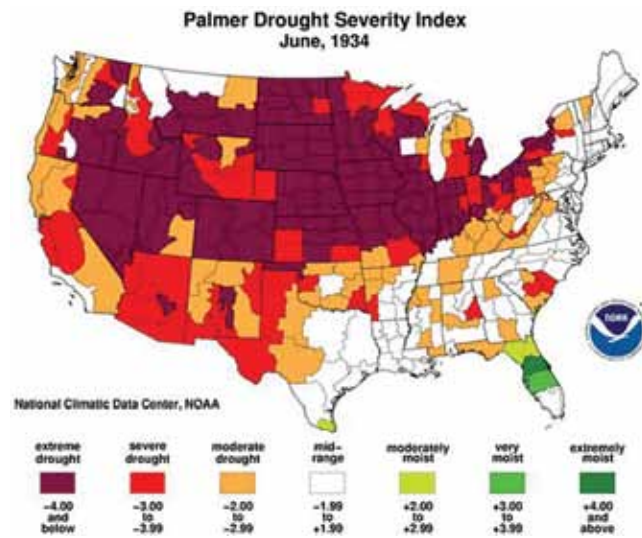 Palmer Drought Severity Index
June, 1934
NOAA
National Climatic Data Center, NOAA
extreme drought
severe drought
moderate drought
mid-range
moderately moist
very moist
extremely moist
−4.00 and below
−3.00 to −3.99
−2.00 to −2.99
−1.99 to +1.99
+2.00 to +2.99
+3.00 to +3.99
+4.00 and above